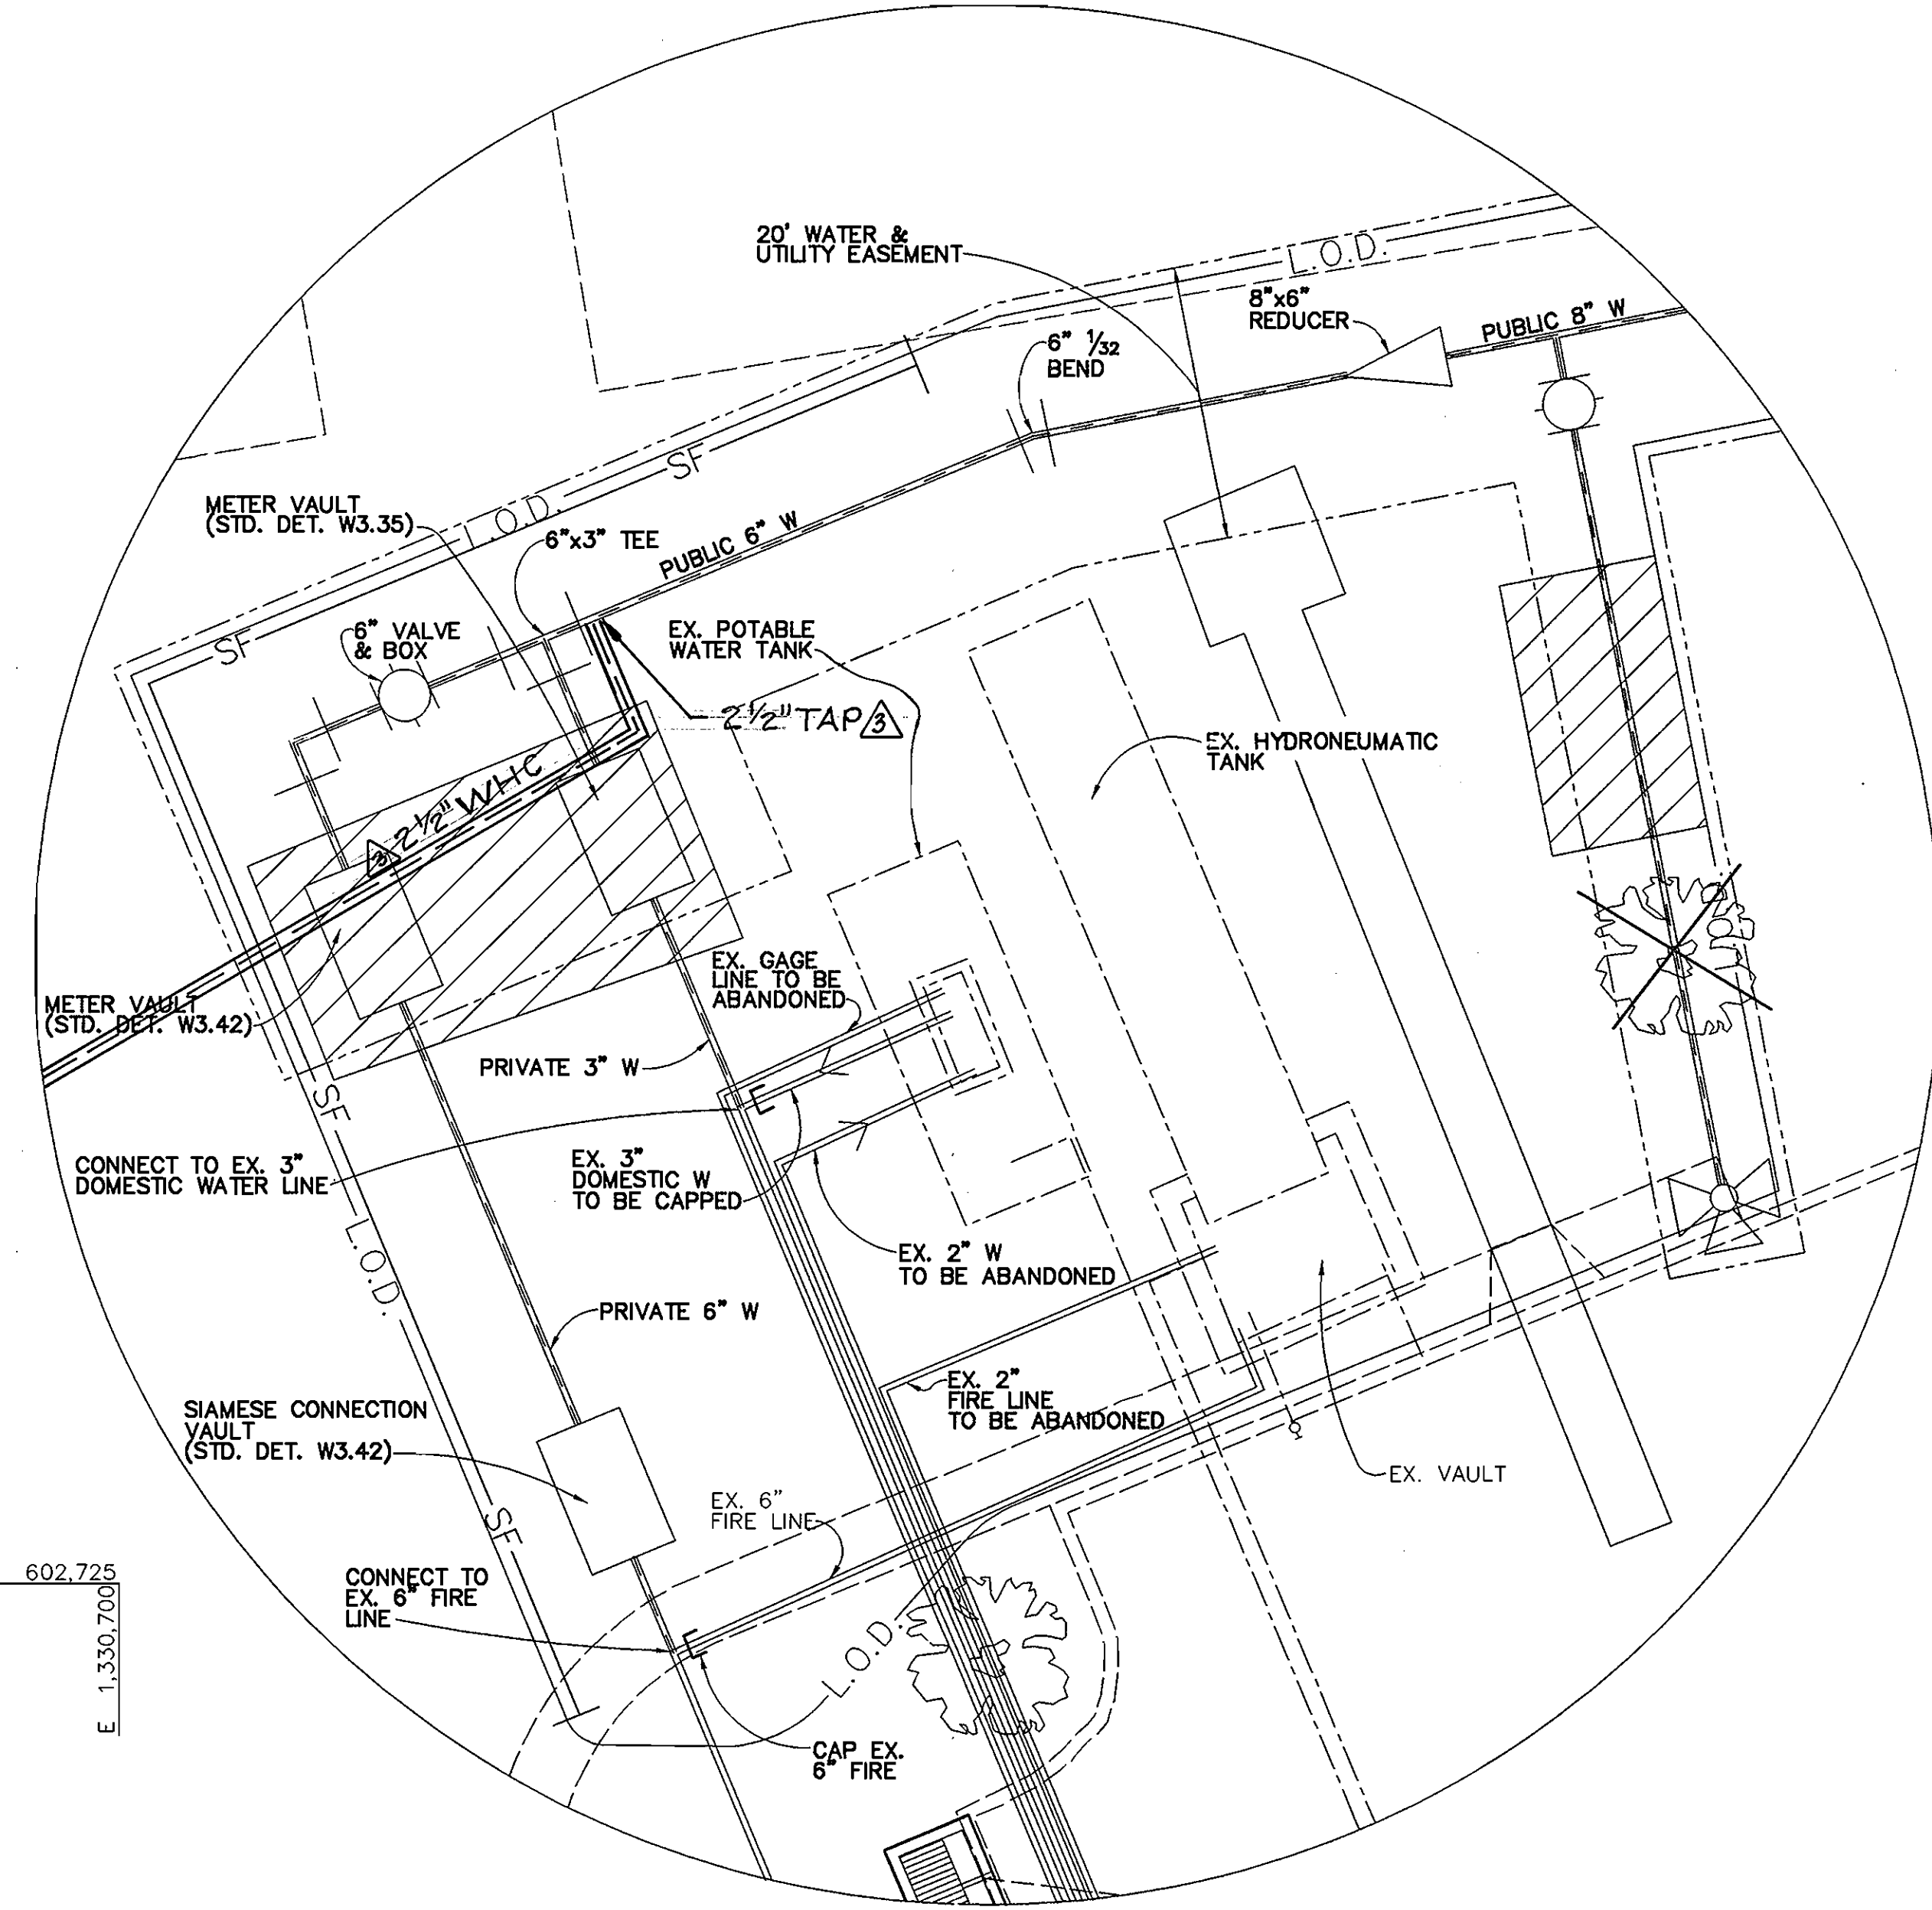 20' WATER &
UTILITY EASEMENT
L.O.D.
8"x6"
REDUCER
PUBLIC 8" W
6" 1/32
BEND
SF
METER VAULT
(STD. DET. W3.35)
L.O.D.
6"x3" TEE
PUBLIC 6" W
6" VALVE
& BOX
SF
EX. POTABLE
WATER TANK
2 1/2" TAP 3
EX. HYDRONEUMATIC
TANK
3 2 1/2" WHC
L.O.D.
EX. GAGE
LINE TO BE
ABANDONED
METER VAULT
(STD. DET. W3.42)
PRIVATE 3" W
SF
CONNECT TO EX. 3"
DOMESTIC WATER LINE
EX. 3"
DOMESTIC W
TO BE CAPPED
EX. 2" W
TO BE ABANDONED
L.O.D.
PRIVATE 6" W
EX. 2"
FIRE LINE
TO BE ABANDONED
SIAMESE CONNECTION
VAULT
(STD. DET. W3.42)
EX. VAULT
EX. 6"
FIRE LINE
SF
602,725
E 1,330,700
CONNECT TO
EX. 6" FIRE
LINE
L.O.D.
CAP EX.
6" FIRE